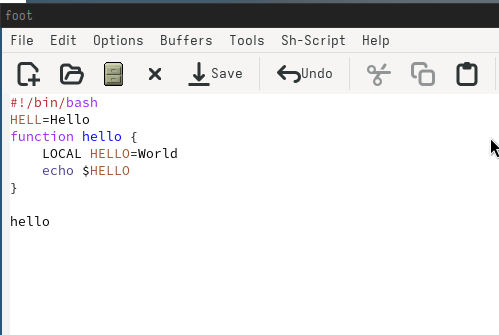 foot
File Edit Options Buffers Tools Sh-Script Help
Save Undo
#!/bin/bash
HELL=Hello
function hello {
    LOCAL HELLO=World
    echo $HELLO
}
hello